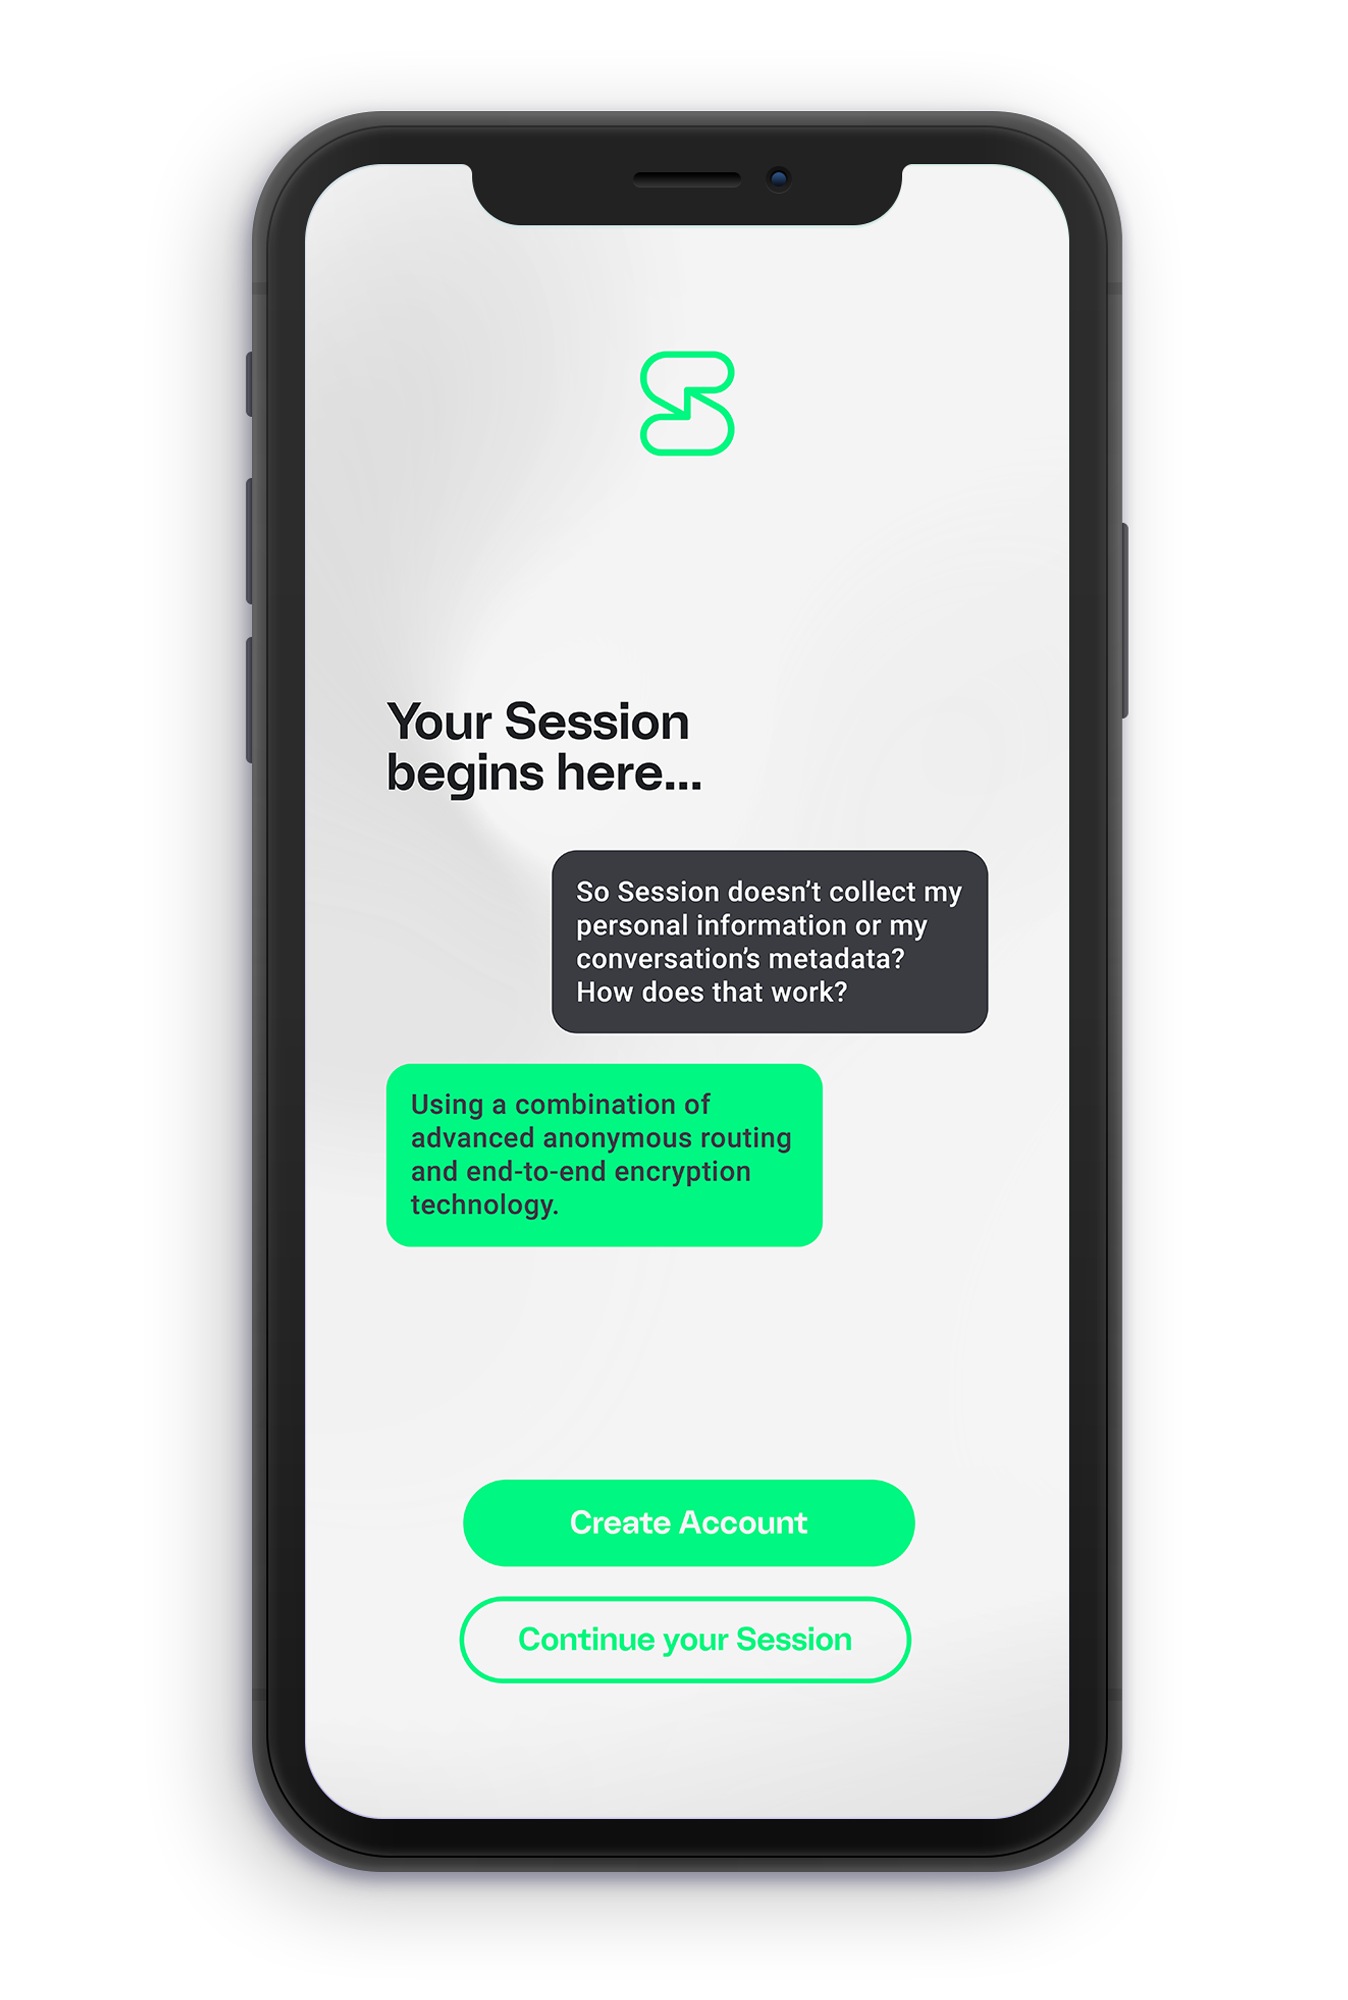 Your Session
begins here...
So Session doesn’t collect my
personal information or my
conversation’s metadata?
How does that work?
Using a combination of
advanced anonymous routing
and end-to-end encryption
technology.
Create Account
Continue your Session